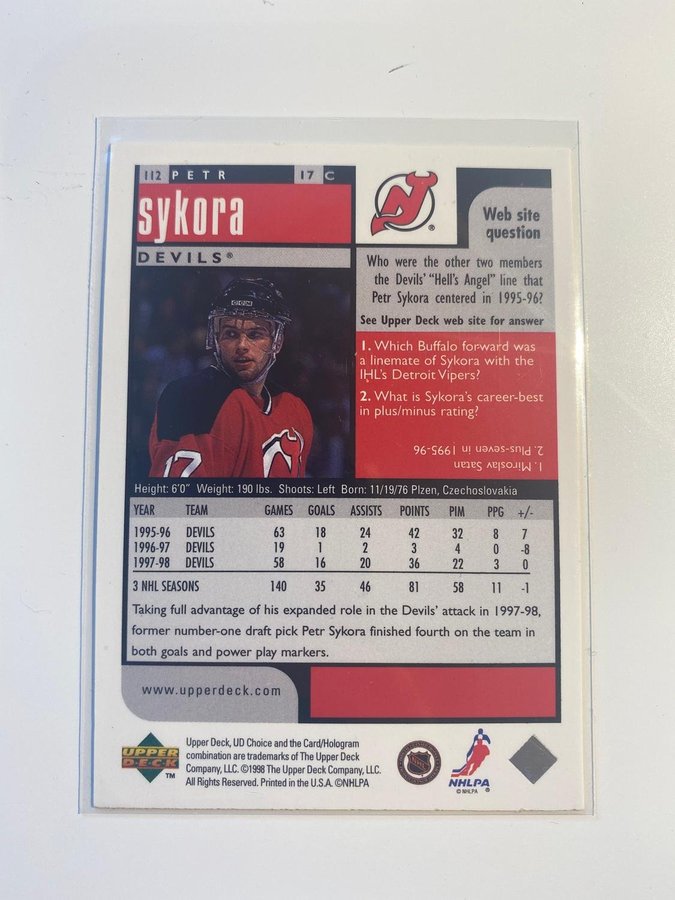 112 PETR 17 C
sykora
DEVILS®
Web site
question
Who were the other two members
the Devils' "Hell's Angel" line that
Petr Sykora centered in 1995-96?
See Upper Deck web site for answer
1. Which Buffalo forward was
a linemate of Sykora with the
IHL's Detroit Vipers?
2. What is Sykora's career-best
in plus/minus rating?
1. Miroslav Satan
2. Plus-seven in 1995-96
CCM
17
Height: 6'0" Weight: 190 lbs. Shoots: Left Born: 11/19/76 Plzen, Czechoslovakia
YEAR TEAM GAMES GOALS ASSISTS POINTS PIM PPG +/-
1995-96 DEVILS 63 18 24 42 32 8 7
1996-97 DEVILS 19 1 2 3 4 0 -8
1997-98 DEVILS 58 16 20 36 22 3 0
3 NHL SEASONS 140 35 46 81 58 11 -1
Taking full advantage of his expanded role in the Devils' attack in 1997-98,
former number-one draft pick Petr Sykora finished fourth on the team in
both goals and power play markers.
www.upperdeck.com
UPPER
DECK
™
Upper Deck, UD Choice and the Card/Hologram
combination are trademarks of The Upper Deck
Company, LLC. ©1998 The Upper Deck Company, LLC.
All Rights Reserved. Printed in the U.S.A. ©NHLPA
NHL
NHLPA
© NHLPA